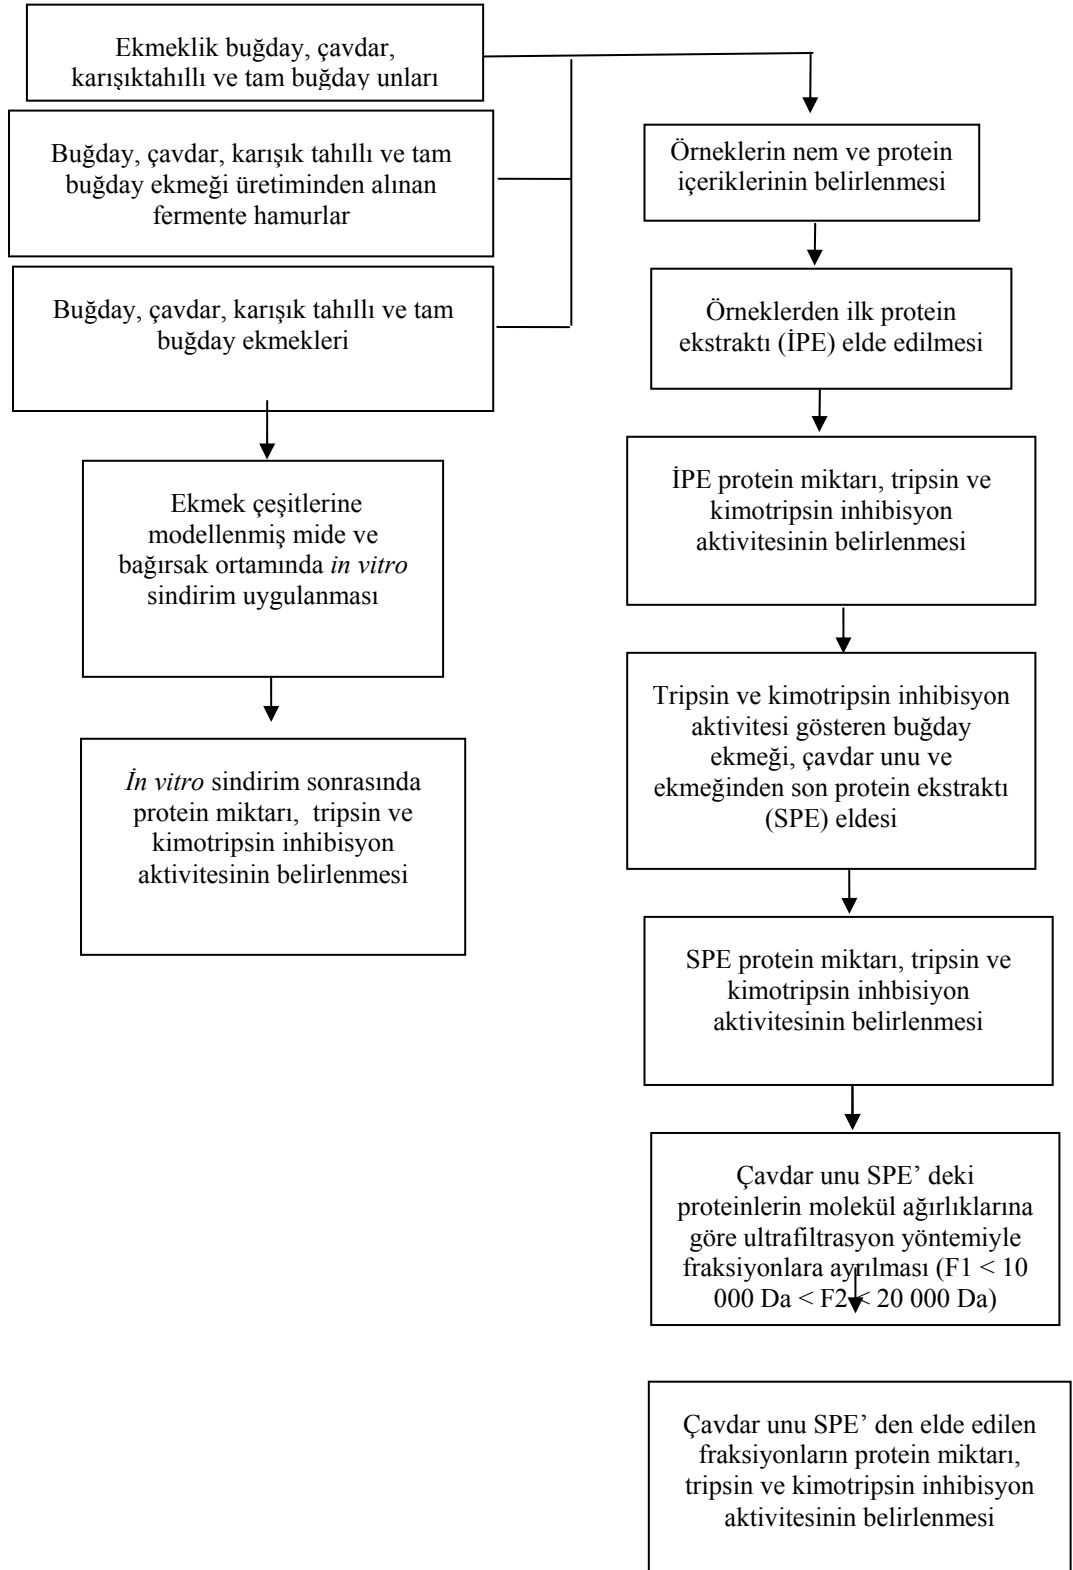 Ekmeklik buğday, çavdar,
karışıktahıllı ve tam buğday unları
Buğday, çavdar, karışık tahıllı ve tam
buğday ekmeği üretiminden alınan
fermente hamurlar
Buğday, çavdar, karışık tahıllı ve tam
buğday ekmekleri
Ekmek çeşitlerine
modellenmiş mide ve
bağırsak ortamında in vitro
sindirim uygulanması
İn vitro sindirim sonrasında
protein miktarı, tripsin ve
kimotripsin inhibisyon
aktivitesinin belirlenmesi
Örneklerin nem ve protein
içeriklerinin belirlenmesi
Örneklerden ilk protein
ekstraktı (İPE) elde edilmesi
İPE protein miktarı, tripsin ve
kimotripsin inhibisyon
aktivitesinin belirlenmesi
Tripsin ve kimotripsin inhibisyon
aktivitesi gösteren buğday
ekmeği, çavdar unu ve
ekmeğinden son protein ekstraktı
(SPE) eldesi
SPE protein miktarı, tripsin ve
kimotripsin inhbisiyon
aktivitesinin belirlenmesi
Çavdar unu SPE’ deki
proteinlerin molekül ağırlıklarına
göre ultrafiltrasyon yöntemiyle
fraksiyonlara ayrılması (F1 < 10
000 Da < F2 < 20 000 Da)
Çavdar unu SPE’ den elde edilen
fraksiyonların protein miktarı,
tripsin ve kimotripsin inhibisyon
aktivitesinin belirlenmesi